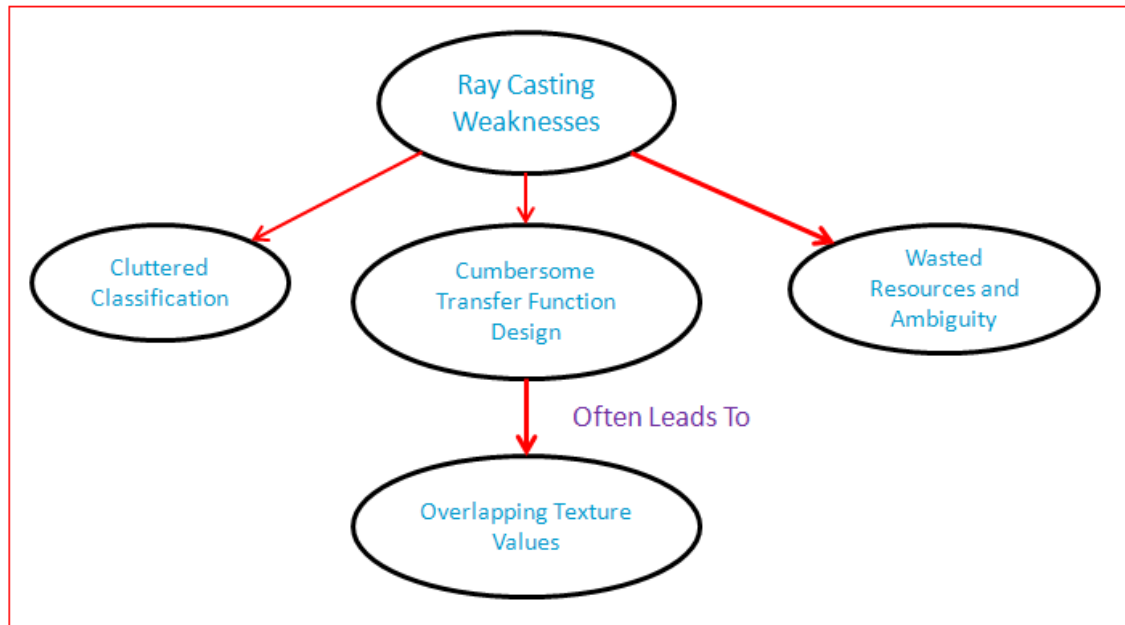 Ray Casting
Weaknesses
Cluttered
Classification
Cumbersome
Transfer Function
Design
Wasted
Resources and
Ambiguity
Often Leads To
Overlapping Texture
Values